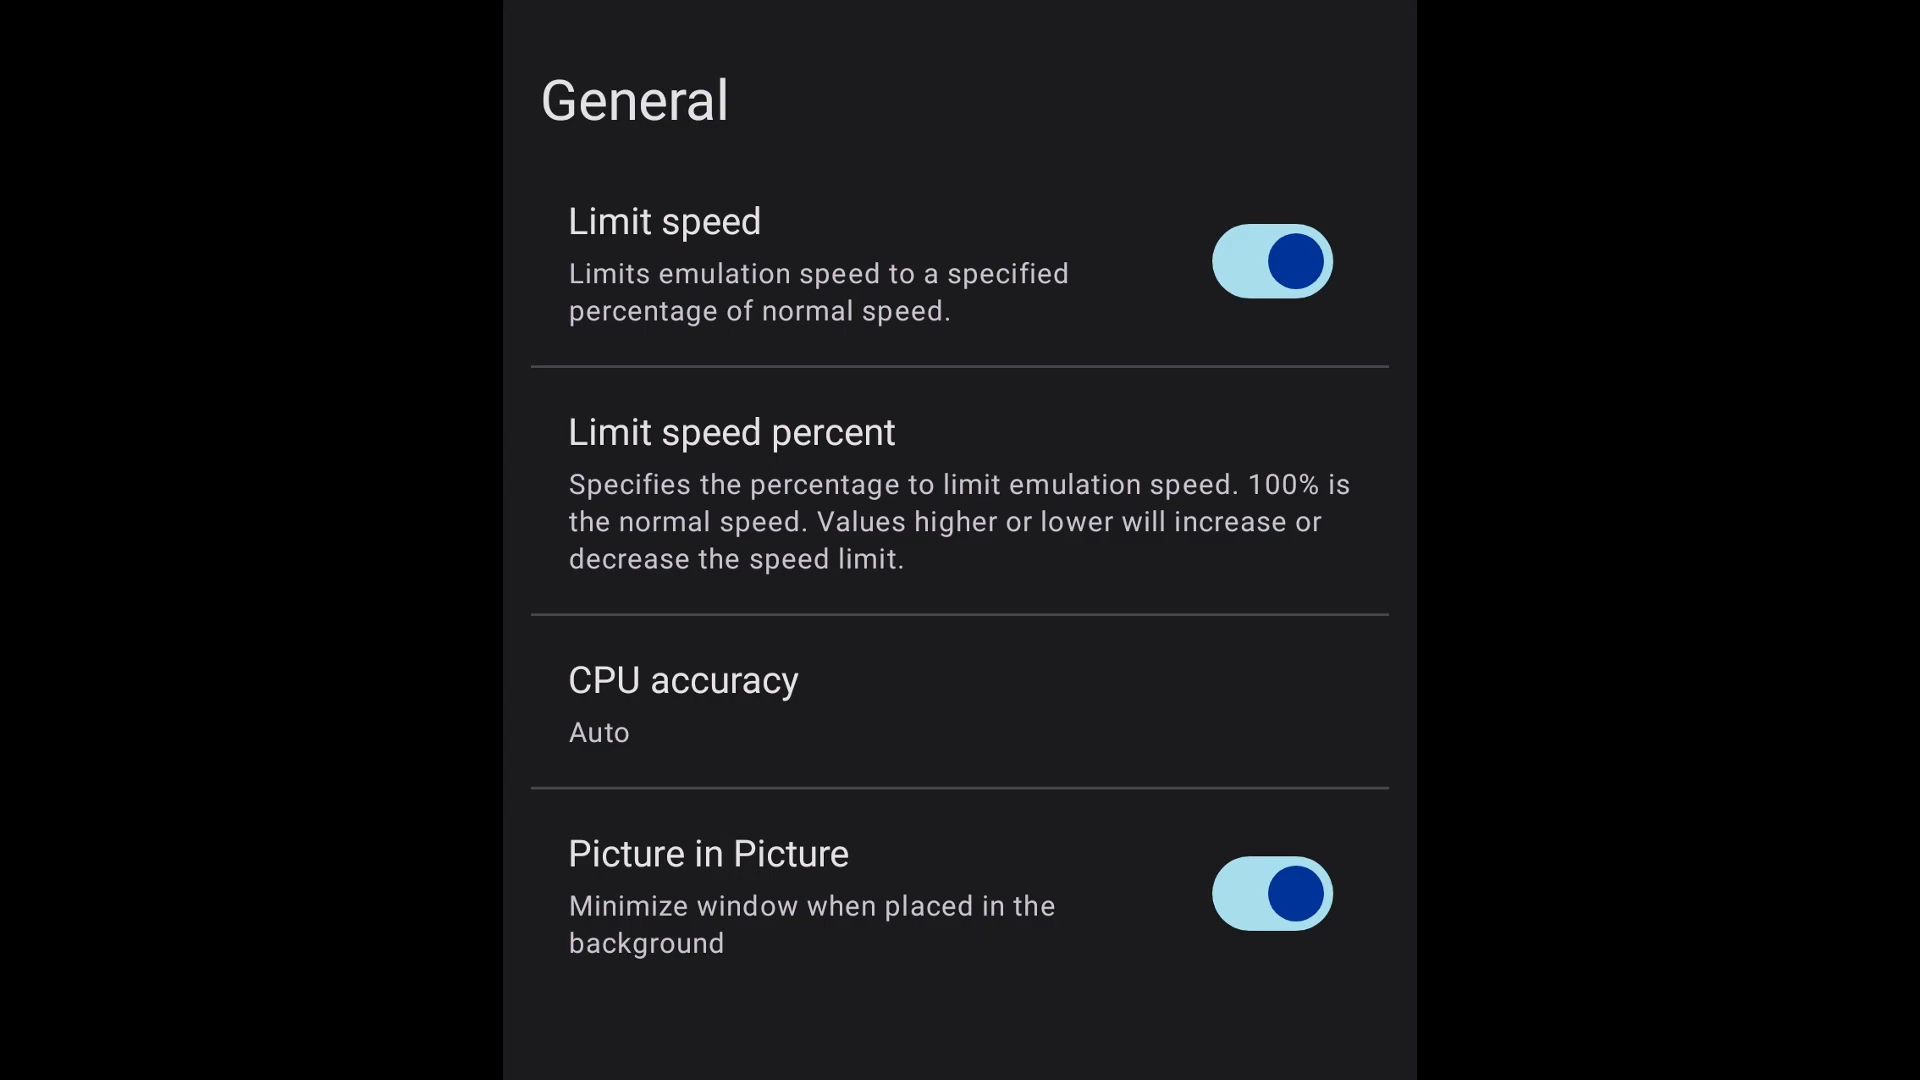 General
Limit speed
Limits emulation speed to a specified
percentage of normal speed.
Limit speed percent
Specifies the percentage to limit emulation speed. 100% is
the normal speed. Values higher or lower will increase or
decrease the speed limit.
CPU accuracy
Auto
Picture in Picture
Minimize window when placed in the
background